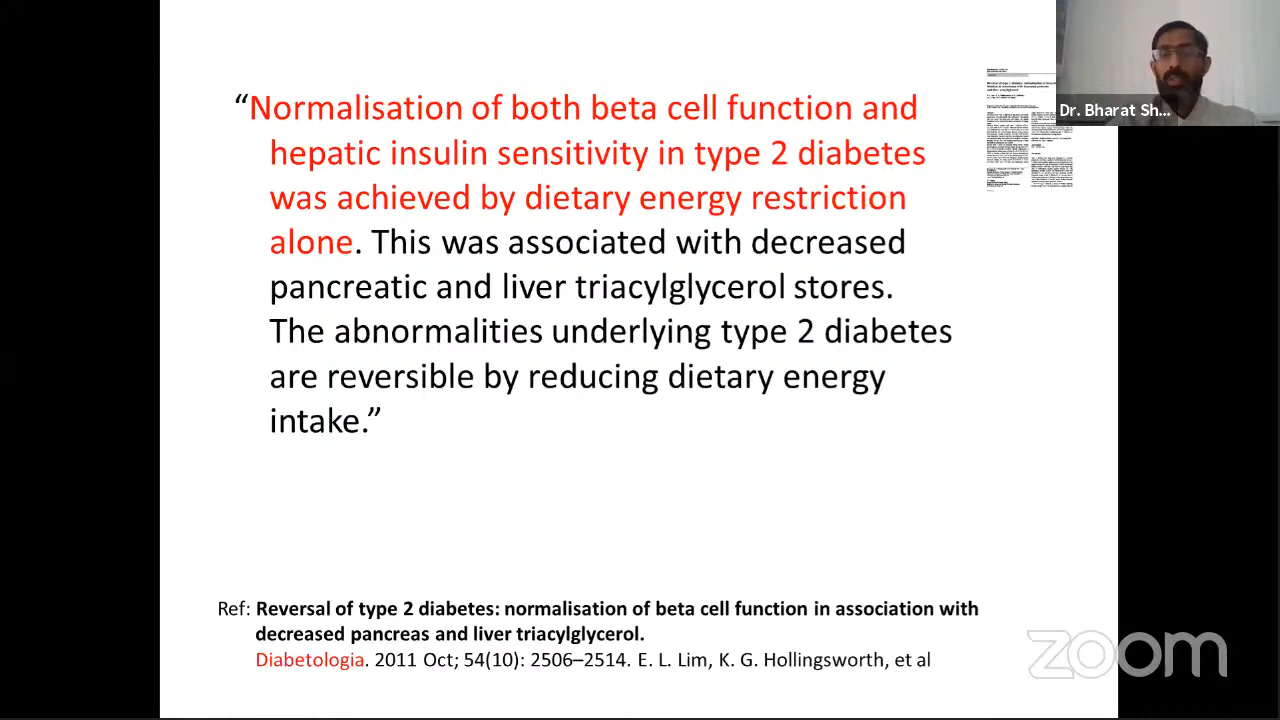 “Normalisation of both beta cell function and
hepatic insulin sensitivity in type 2 diabetes
was achieved by dietary energy restriction
alone. This was associated with decreased
pancreatic and liver triacylglycerol stores.
The abnormalities underlying type 2 diabetes
are reversible by reducing dietary energy
intake.”
Dr. Bharat Sh...
Ref: Reversal of type 2 diabetes: normalisation of beta cell function in association with
decreased pancreas and liver triacylglycerol.
Diabetologia. 2011 Oct; 54(10): 2506–2514. E. L. Lim, K. G. Hollingsworth, et al
zoom